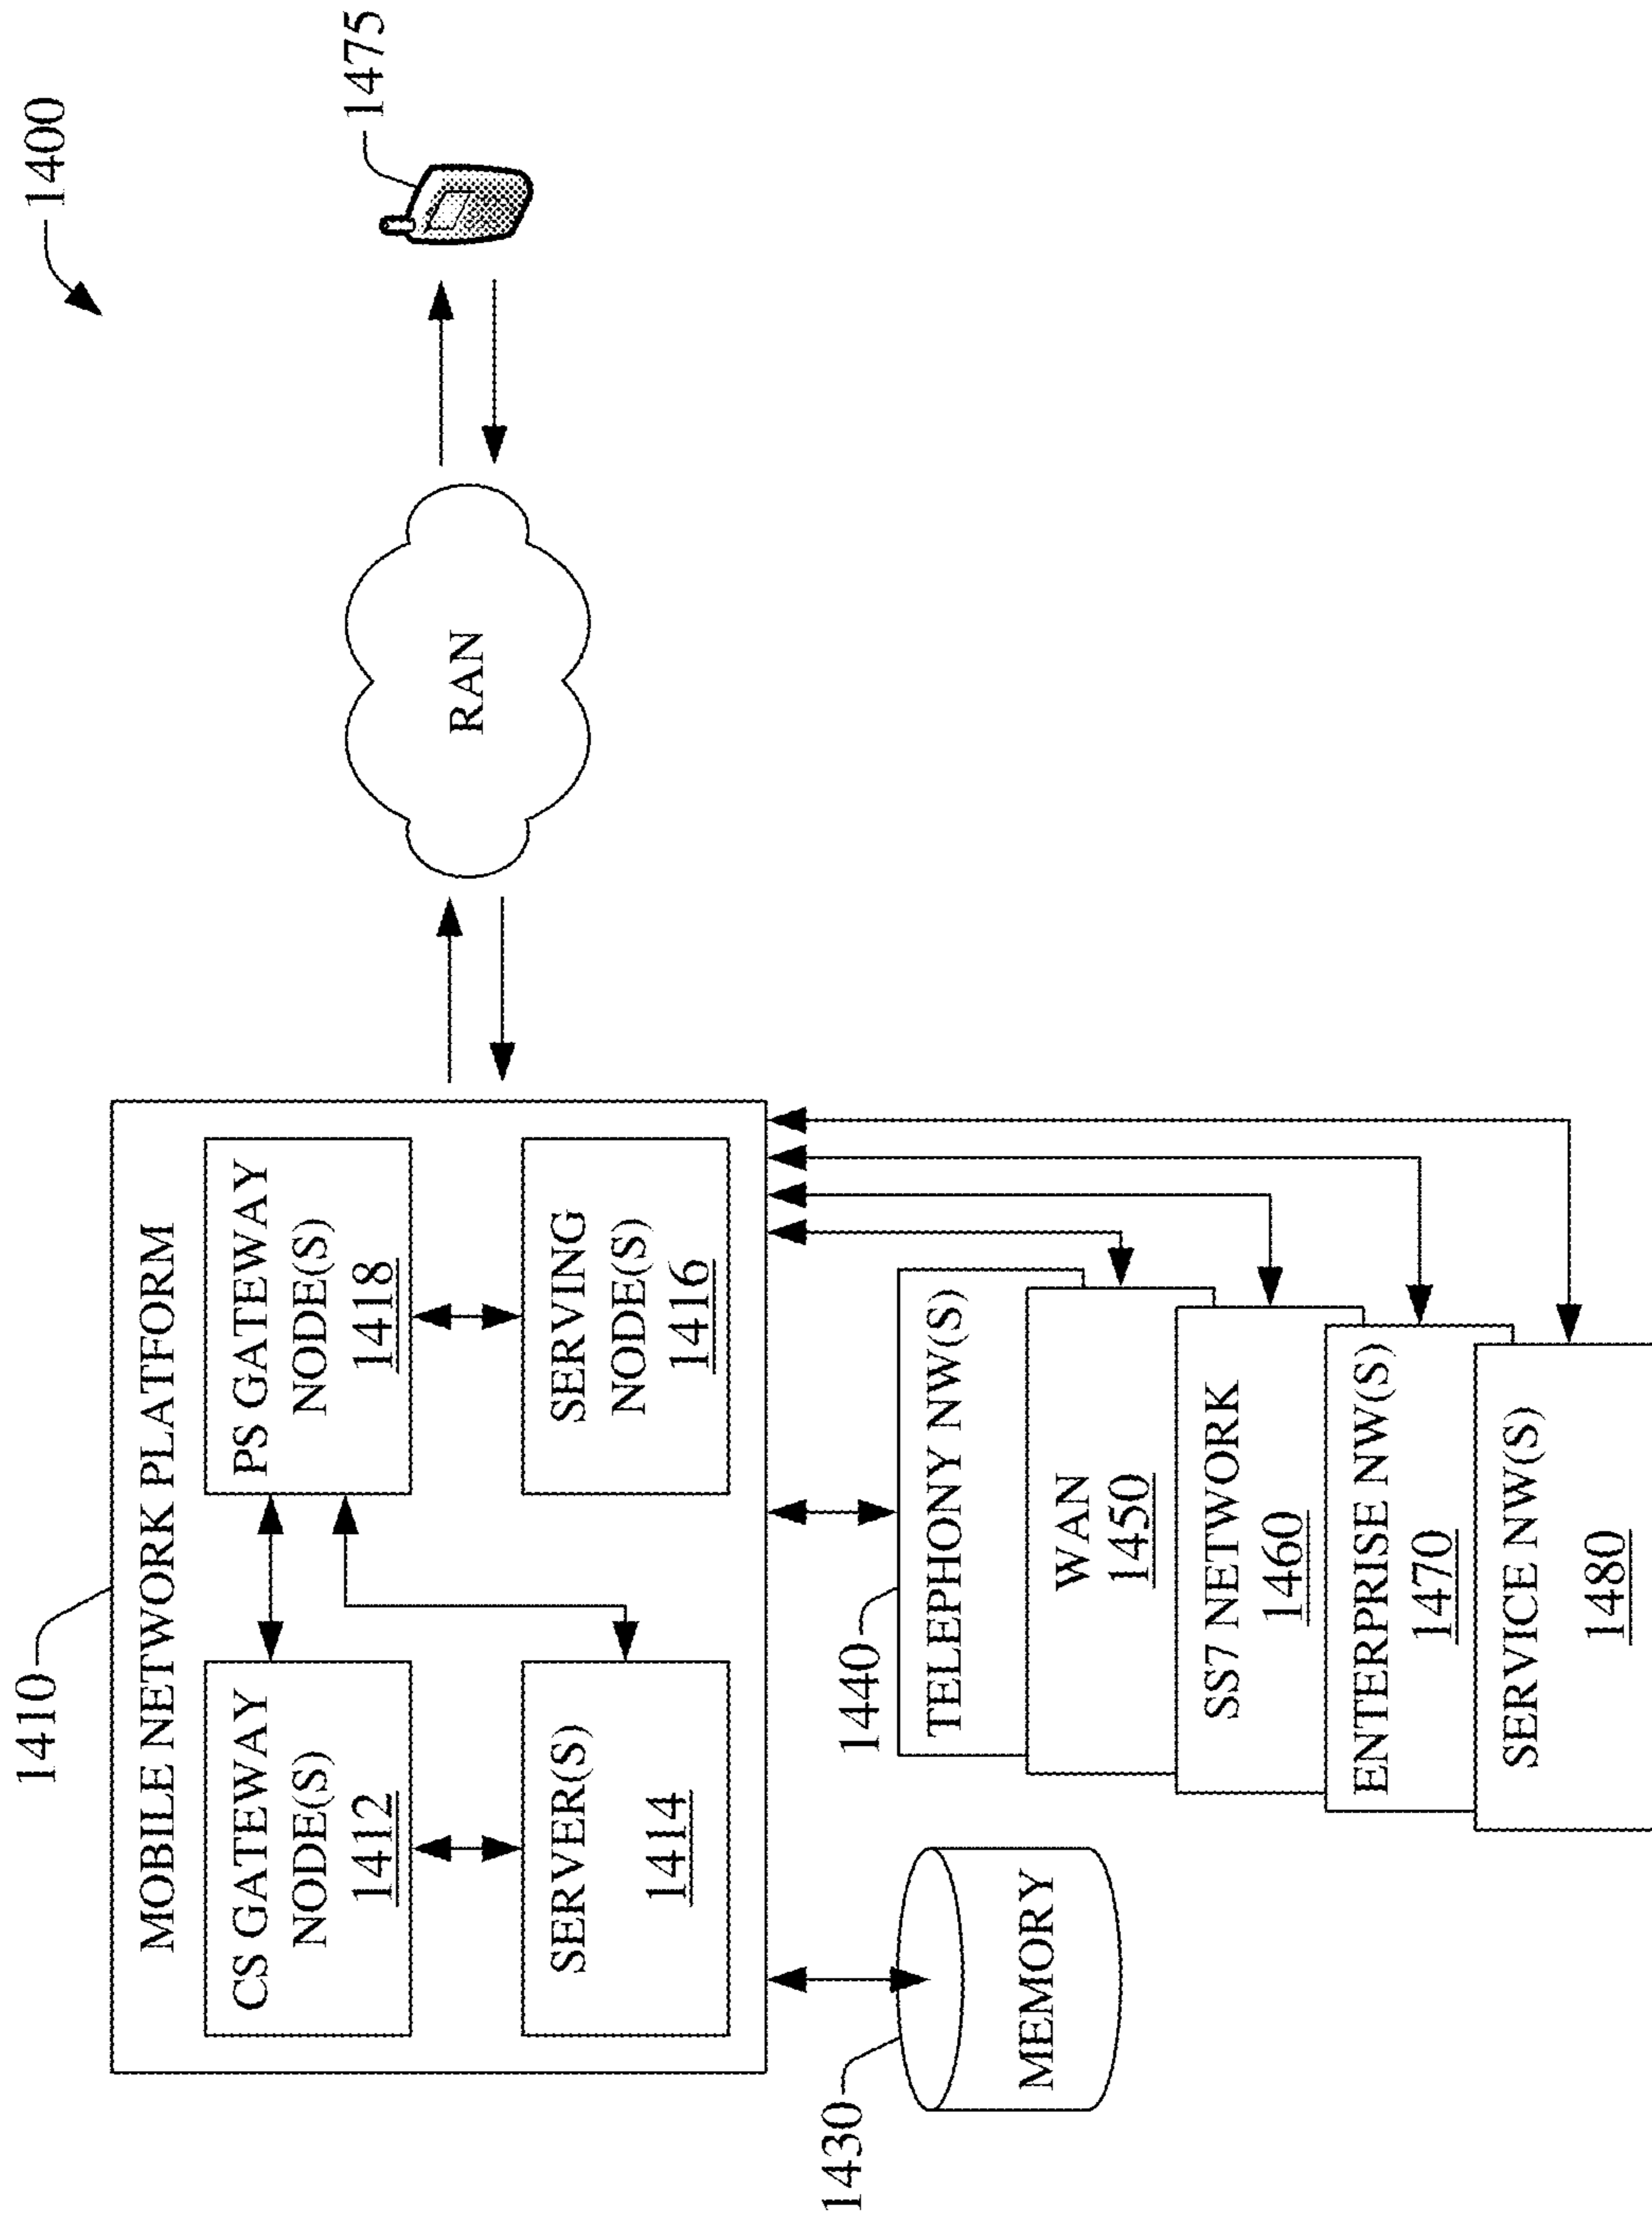 1400
1410
MOBILE NETWORK PLATFORM
CS GATEWAY
NODE(S)
1412
PS GATEWAY
NODE(S)
1418
SERVER(S)
1414
SERVING
NODE(S)
1416
RAN
1475
1430
MEMORY
1440
TELEPHONY NW(S)
WAN
1450
SS7 NETWORK
1460
ENTERPRISE NW(S)
1470
SERVICE NW(S)
1480